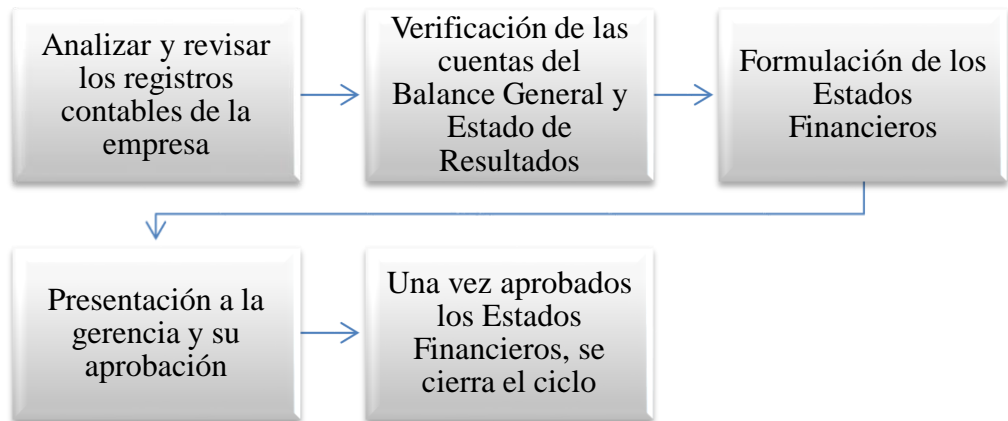 Analizar y revisar
los registros
contables de la
empresa
Verificación de las
cuentas del
Balance General y
Estado de
Resultados
Formulación de los
Estados
Financieros
Presentación a la
gerencia y su
aprobación
Una vez aprobados
los Estados
Financieros, se
cierra el ciclo